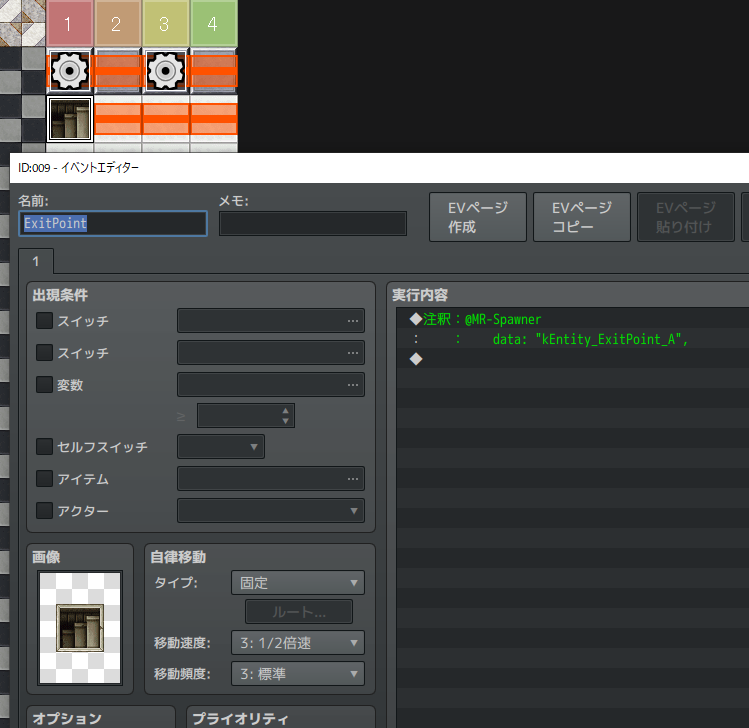 1 2 3 4
ID:009 - イベントエディター
名前: メモ:
ExitPoint
EVページ
作成
EVページ
コピー
EVページ
貼り付け
1
出現条件
スイッチ ...
スイッチ ...
変数 ...
≥
セルフスイッチ
アイテム ...
アクター
画像
自律移動
タイプ: 固定
ルート...
移動速度: 3: 1/2倍速
移動頻度: 3: 標準
オプション
プライオリティ
実行内容
◆注釈：@MR-Spawner
：　：　data: "kEntity_ExitPoint_A",
◆